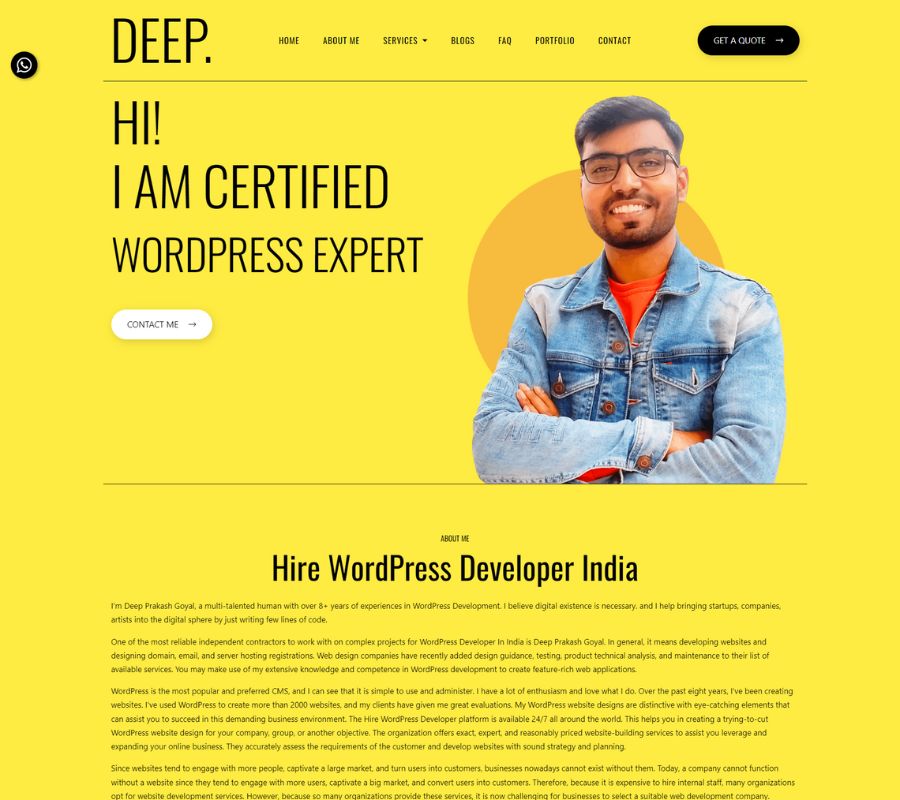 DEEP.
HOME ABOUT ME SERVICES BLOGS FAQ PORTFOLIO CONTACT
GET A QUOTE →
HI!
I AM CERTIFIED
WORDPRESS EXPERT
CONTACT ME →
ABOUT ME
Hire WordPress Developer India
I'm Deep Prakash Goyal, a multi-talented human with over 8+ years of experiences in WordPress Development. I believe digital existence is necessary. and I help bringing startups, companies,
artists into the digital sphere by just writing few lines of code.
One of the most reliable independent contractors to work with on complex projects for WordPress Developer In India is Deep Prakash Goyal. In general, it means developing websites and
designing domain, email, and server hosting registrations. Web design companies have recently added design guidance, testing, product technical analysis, and maintenance to their list of
available services. You may make use of my extensive knowledge and competence in WordPress development to create feature-rich web applications.
WordPress is the most popular and preferred CMS, and I can see that it is simple to use and administer. I have a lot of enthusiasm and love what I do. Over the past eight years, I've been creating
websites. I've used WordPress to create more than 2000 websites, and my clients have given me great evaluations. My WordPress website designs are distinctive with eye-catching elements that
can assist you to succeed in this demanding business environment. The Hire WordPress Developer platform is available 24/7 all around the world. This helps you in creating a trying-to-cut
WordPress website design for your company, group, or another objective. The organization offers exact, expert, and reasonably priced website-building services to assist you leverage and
expanding your online business. They accurately assess the requirements of the customer and develop websites with sound strategy and planning.
Since websites tend to engage with more people, captivate a large market, and turn users into customers, businesses nowadays cannot exist without them. Today, a company cannot function
without a website since they tend to engage with more users, captivate a big market, and convert users into customers. Therefore, because it is expensive to hire internal staff, many organizations
opt for website development services. However, because so many organizations provide these services, it is now challenging for businesses to select a suitable web development company.